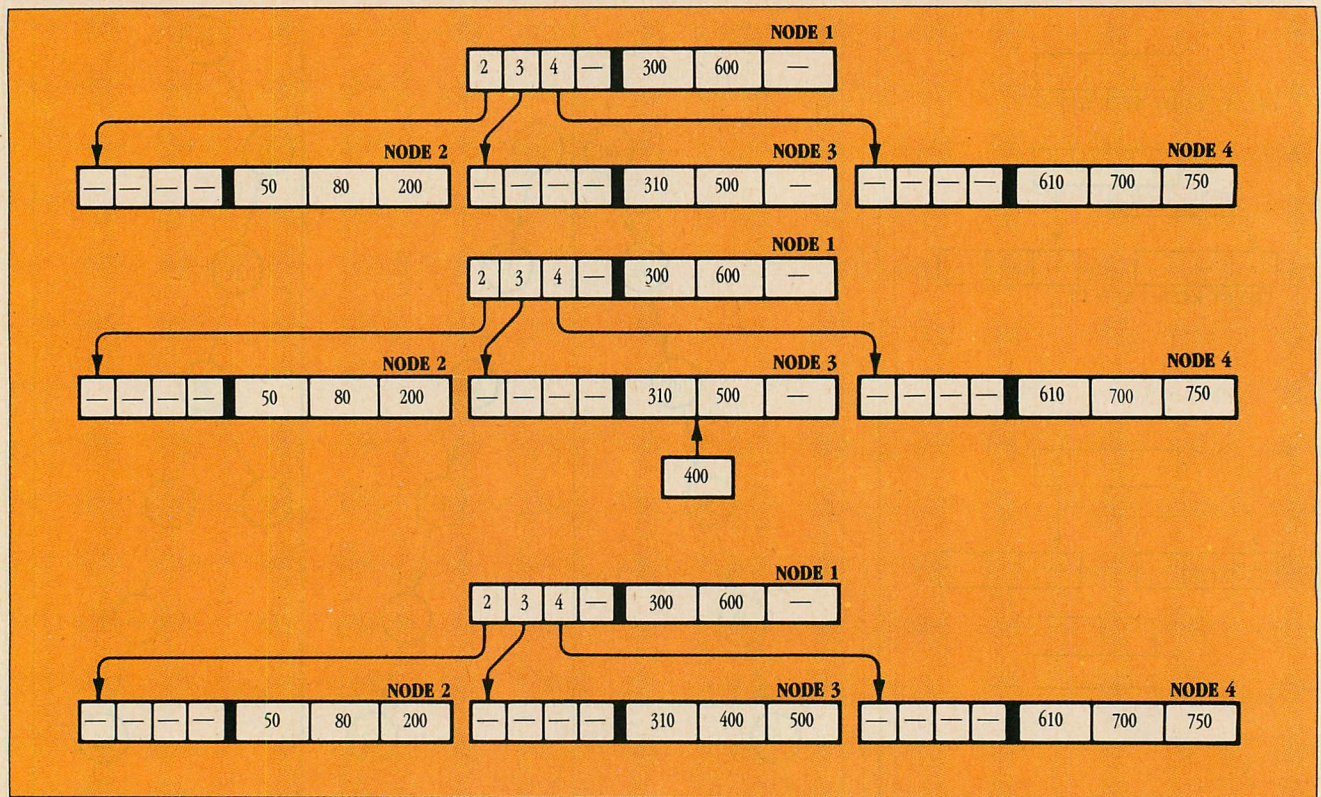 NODE 1
2 3 4 — 300 600 —
NODE 2 NODE 3 NODE 4
— — — — 50 80 200 — — — — 310 500 — — — — — 610 700 750
NODE 1
2 3 4 — 300 600 —
NODE 2 NODE 3 NODE 4
— — — — 50 80 200 — — — — 310 500 — — — — — 610 700 750
400
NODE 1
2 3 4 — 300 600 —
NODE 2 NODE 3 NODE 4
— — — — 50 80 200 — — — — 310 400 500 — — — — 610 700 750